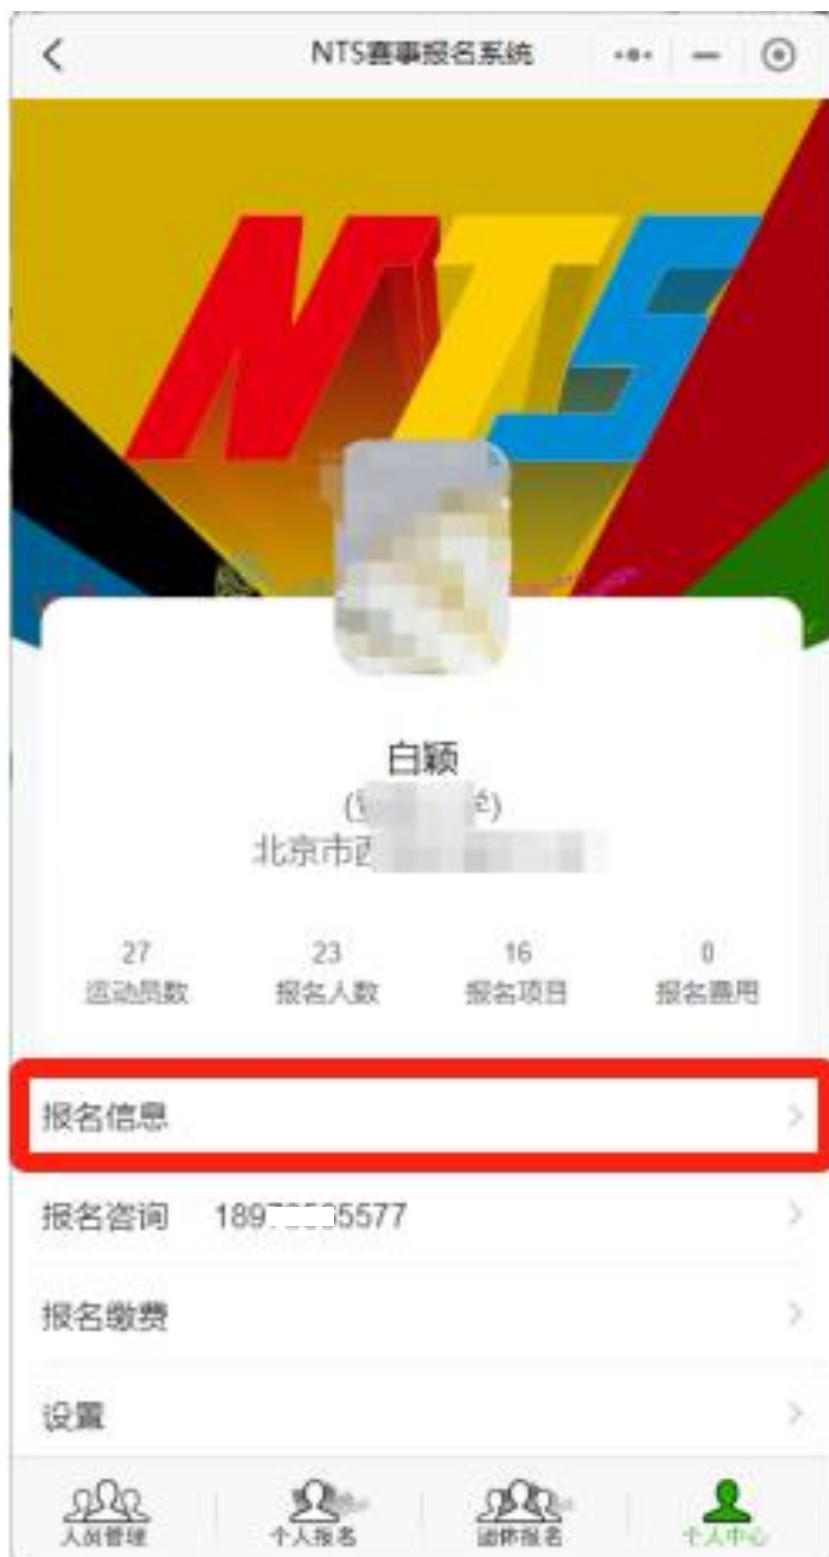 NTS赛事报名系统
NTS
白颖
北京市西
27 23 16 0
运动员数 报名人数 报名项目 报名费用
报名信息
报名咨询 189 5577
报名缴费
设置
人员管理 个人报名 团体报名 个人中心